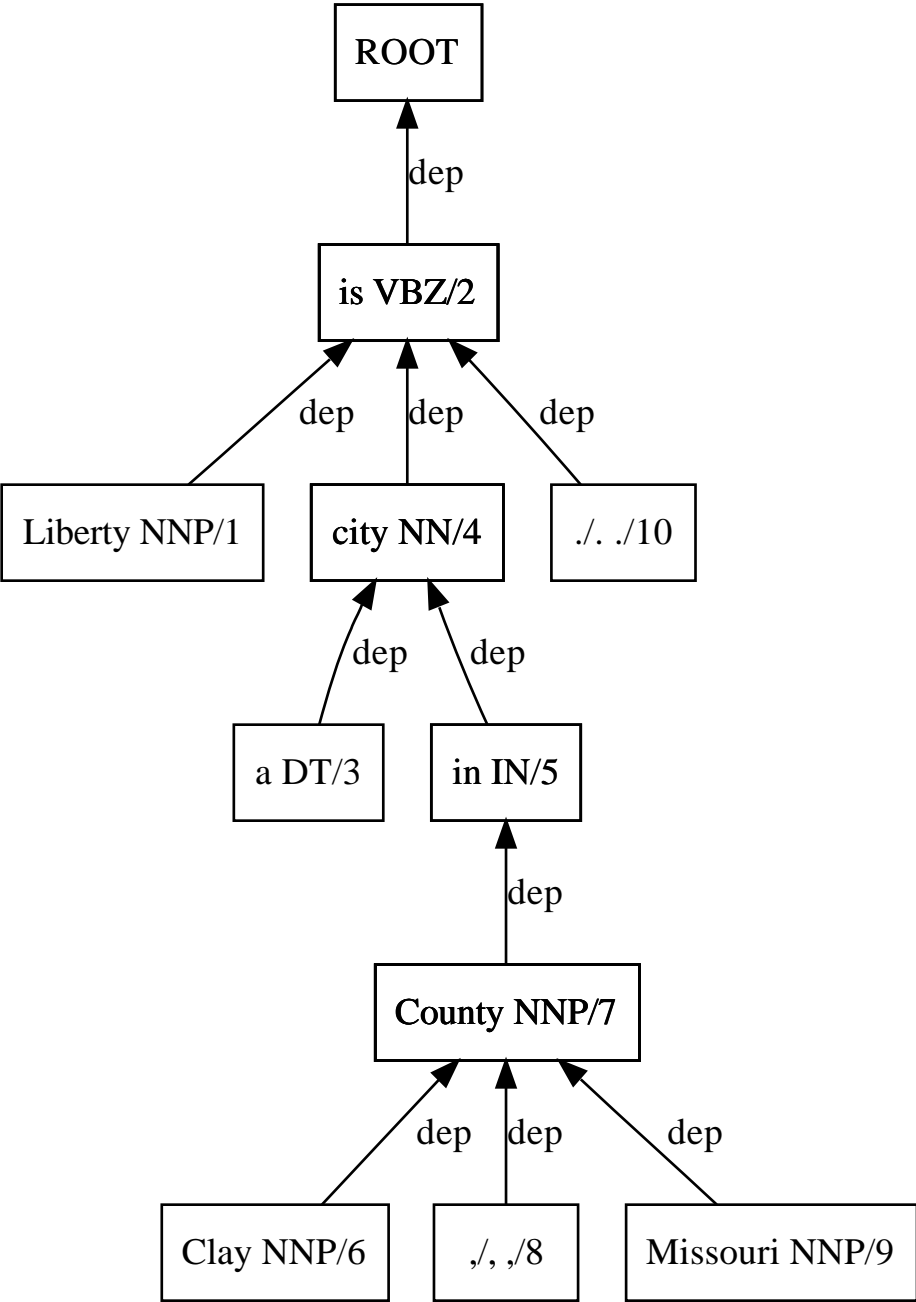 ROOT
dep
is VBZ/2
dep dep dep
Liberty NNP/1 city NN/4 ./. ./10
dep dep
a DT/3 in IN/5
dep
County NNP/7
dep dep dep
Clay NNP/6 ,/, ,/8 Missouri NNP/9